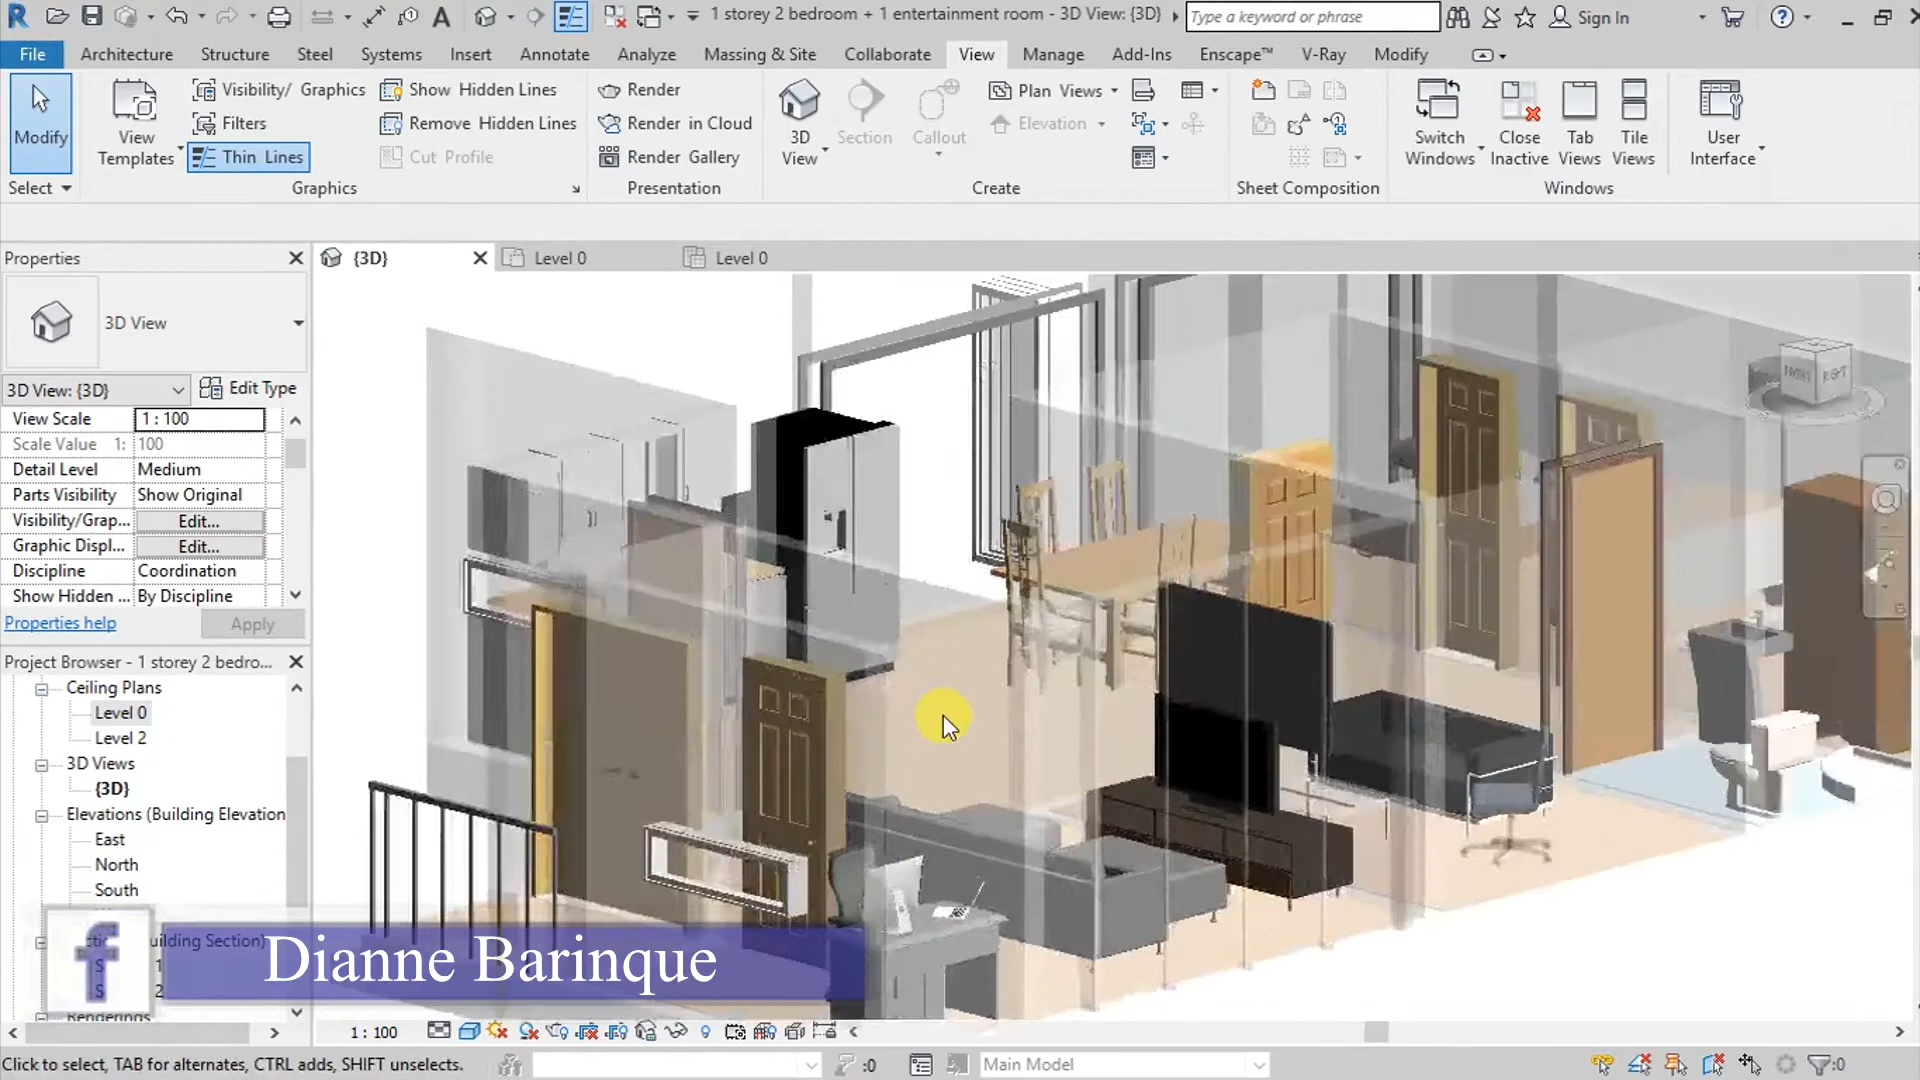 1 storey 2 bedroom + 1 entertainment room - 3D View: {3D}
Type a keyword or phrase
Sign In
File Architecture Structure Steel Systems Insert Annotate Analyze Massing & Site Collaborate View Manage Add-Ins Enscape™ V-Ray Modify
Modify
View Templates
Visibility/ Graphics
Filters
Thin Lines
Show Hidden Lines
Remove Hidden Lines
Cut Profile
Render
Render in Cloud
Render Gallery
3D View
Section
Callout
Plan Views
Elevation
Switch Windows
Close Inactive
Tab Views
Tile Views
User Interface
Select
Graphics
Presentation
Create
Sheet Composition
Windows
Properties
{3D}
Level 0
Level 0
3D View
3D View: {3D}
Edit Type
View Scale 1 : 100
Scale Value 1: 100
Detail Level Medium
Parts Visibility Show Original
Visibility/Grap... Edit...
Graphic Displ... Edit...
Discipline Coordination
Show Hidden ... By Discipline
Properties help
Apply
Project Browser - 1 storey 2 bedro...
Ceiling Plans
Level 0
Level 2
3D Views
{3D}
Elevations (Building Elevation
East
North
South
uilding Section)
S 1
S 2
Renderings
FRONT
RIGHT
f
Dianne Barinque
1 : 100
Click to select, TAB for alternates, CTRL adds, SHIFT unselects.
:0
Main Model
:0